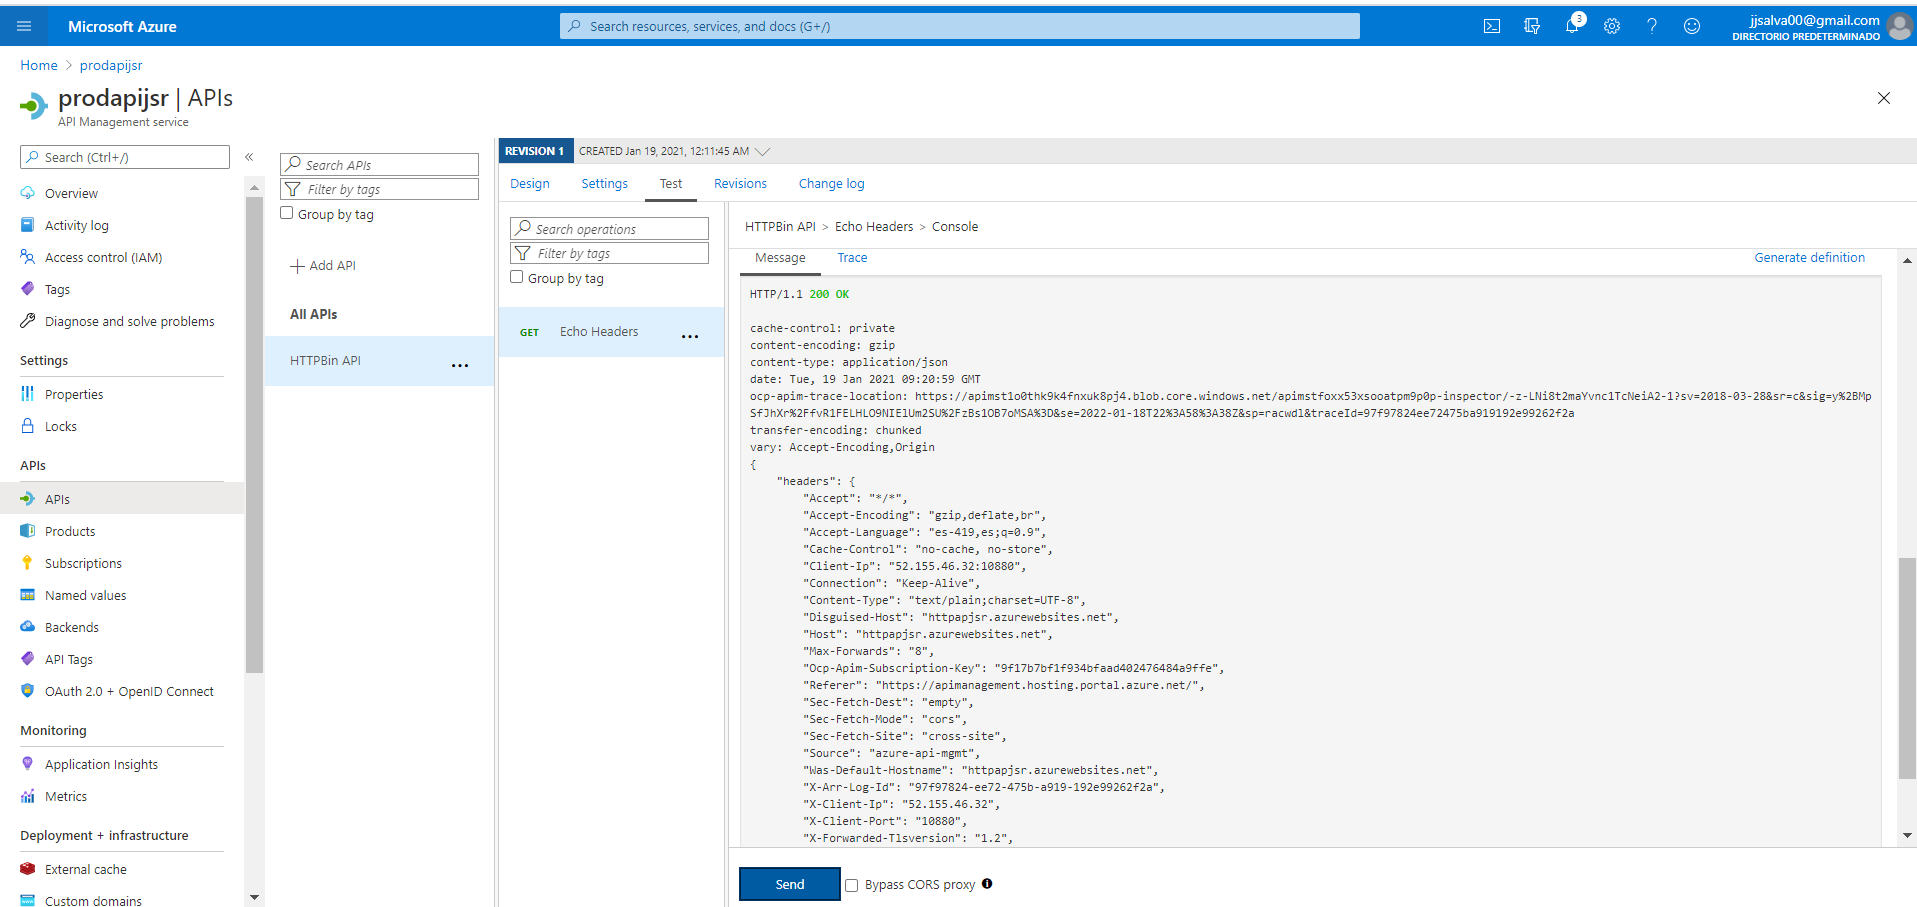 Microsoft Azure
Search resources, services, and docs (G+/)
3
jjsalva00@gmail.com
DIRECTORIO PREDETERMINADO
Home > prodapijsr
prodapijsr | APIs
API Management service
Search (Ctrl+/)
«
Overview
Activity log
Access control (IAM)
Tags
Diagnose and solve problems
Settings
Properties
Locks
APIs
APIs
Products
Subscriptions
Named values
Backends
API Tags
OAuth 2.0 + OpenID Connect
Monitoring
Application Insights
Metrics
Deployment + infrastructure
External cache
Custom domains
Search APIs
Filter by tags
Group by tag
Add API
All APIs
HTTPBin API ...
REVISION 1 CREATED Jan 19, 2021, 12:11:45 AM
Design Settings Test Revisions Change log
Search operations
Filter by tags
Group by tag
GET Echo Headers ...
HTTPBin API > Echo Headers > Console
Message Trace Generate definition
HTTP/1.1 200 OK
cache-control: private
content-encoding: gzip
content-type: application/json
date: Tue, 19 Jan 2021 09:20:59 GMT
ocp-apim-trace-location: https://apimst1o0thk9k4fnxuk8pj4.blob.core.windows.net/apimstfoxx53xsooatpm9p0p-inspector/-z-LNi8t2maYvnc1TcNeiA2-1?sv=2018-03-28&sr=c&sig=y%2BMp
SfJhXr%2FfvR1FELHLO9NIElUm2SU%2FzBs1OB7oMSA%3D&se=2022-01-18T22%3A58%3A38Z&sp=racwdl&traceId=97f97824ee72475ba919192e99262f2a
transfer-encoding: chunked
vary: Accept-Encoding,Origin
{
"headers": {
"Accept": "*/*",
"Accept-Encoding": "gzip,deflate,br",
"Accept-Language": "es-419,es;q=0.9",
"Cache-Control": "no-cache, no-store",
"Client-Ip": "52.155.46.32:10880",
"Connection": "Keep-Alive",
"Content-Type": "text/plain;charset=UTF-8",
"Disguised-Host": "httpapjsr.azurewebsites.net",
"Host": "httpapjsr.azurewebsites.net",
"Max-Forwards": "8",
"Ocp-Apim-Subscription-Key": "9f17b7bf1f934bfaad402476484a9ffe",
"Referer": "https://apimanagement.hosting.portal.azure.net/",
"Sec-Fetch-Dest": "empty",
"Sec-Fetch-Mode": "cors",
"Sec-Fetch-Site": "cross-site",
"Source": "azure-api-mgmt",
"Was-Default-Hostname": "httpapjsr.azurewebsites.net",
"X-Arr-Log-Id": "97f97824-ee72-475b-a919-192e99262f2a",
"X-Client-Ip": "52.155.46.32",
"X-Client-Port": "10880",
"X-Forwarded-Tlsversion": "1.2",
Send Bypass CORS proxy